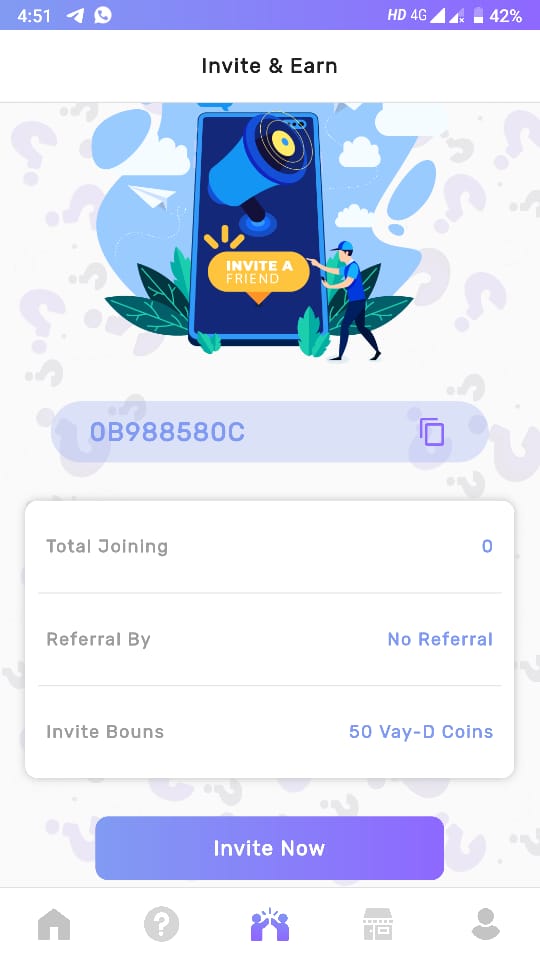 4:51
HD 4G 42%
Invite & Earn
INVITE A
FRIEND
0B988580C
Total Joining 0
Referral By No Referral
Invite Bouns 50 Vay-D Coins
Invite Now